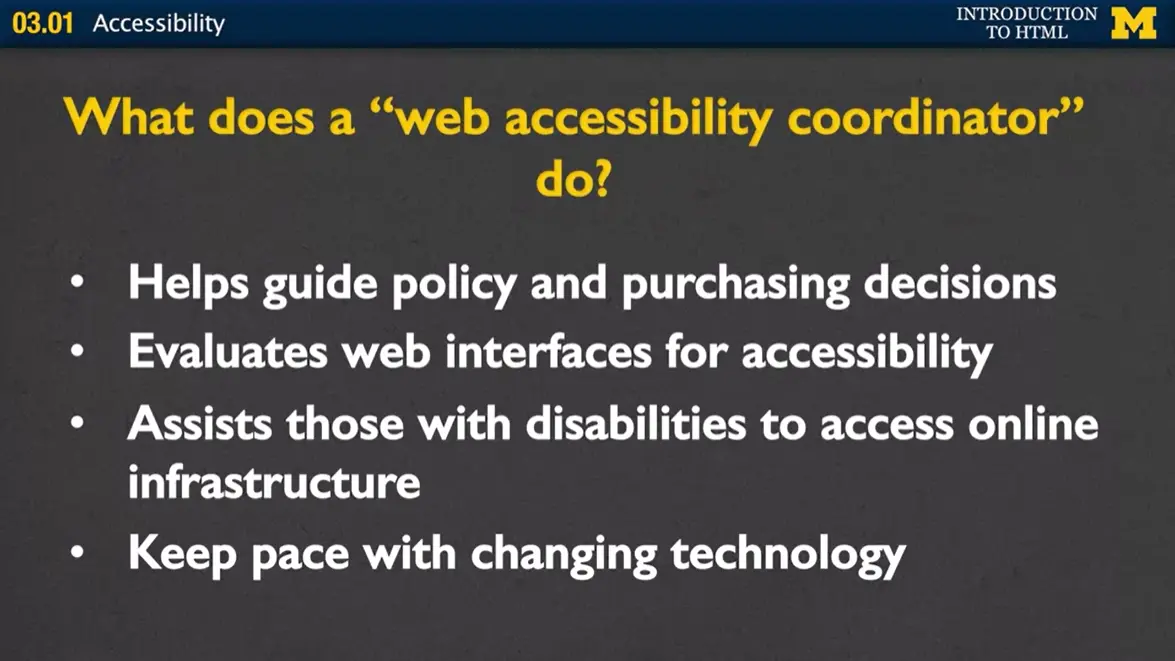 03.01 Accessibility
INTRODUCTION
TO HTML
M
What does a “web accessibility coordinator”
do?
• Helps guide policy and purchasing decisions
• Evaluates web interfaces for accessibility
• Assists those with disabilities to access online
infrastructure
• Keep pace with changing technology